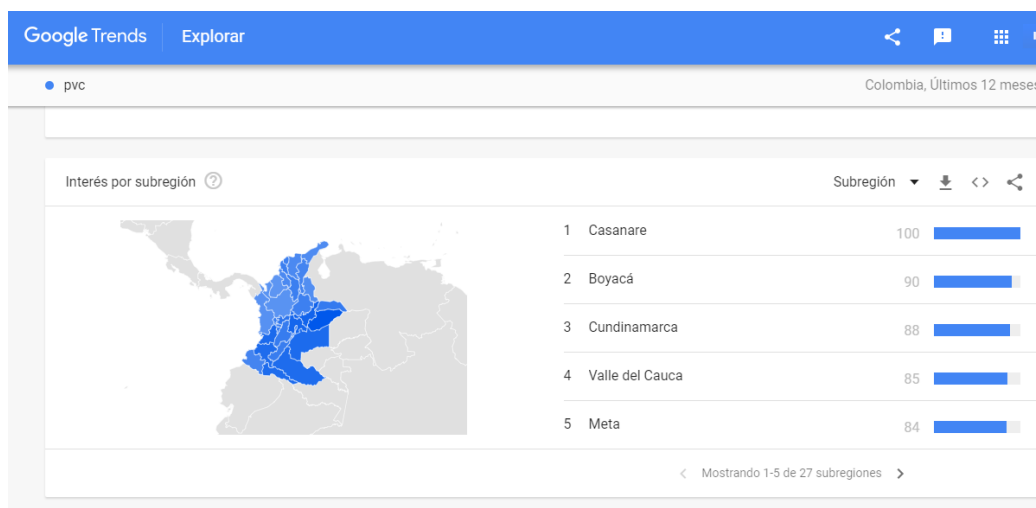 Google Trends Explorar
pvc Colombia, Últimos 12 meses
Interés por subregión ? Subregión
1 Casanare 100
2 Boyacá 90
3 Cundinamarca 88
4 Valle del Cauca 85
5 Meta 84
Mostrando 1-5 de 27 subregiones